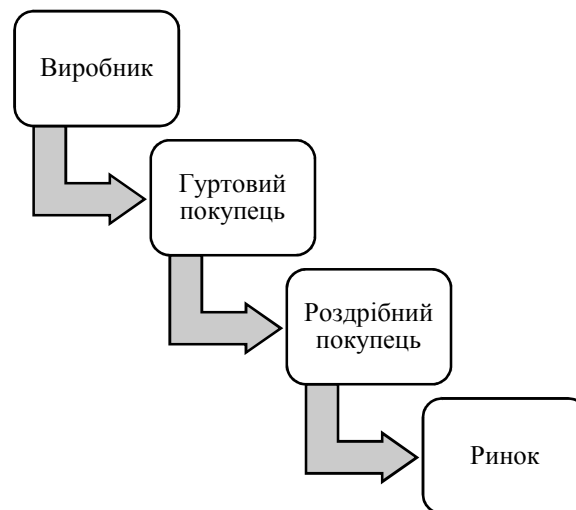 Виробник
Гуртовий
покупець
Роздрібний
покупець
Ринок